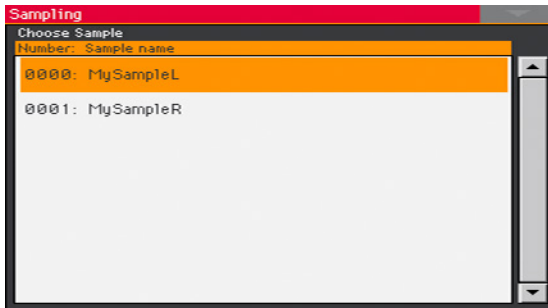 Sampling
Choose Sample
Number: Sample name
0000: MySampleL
0001: MySampleR